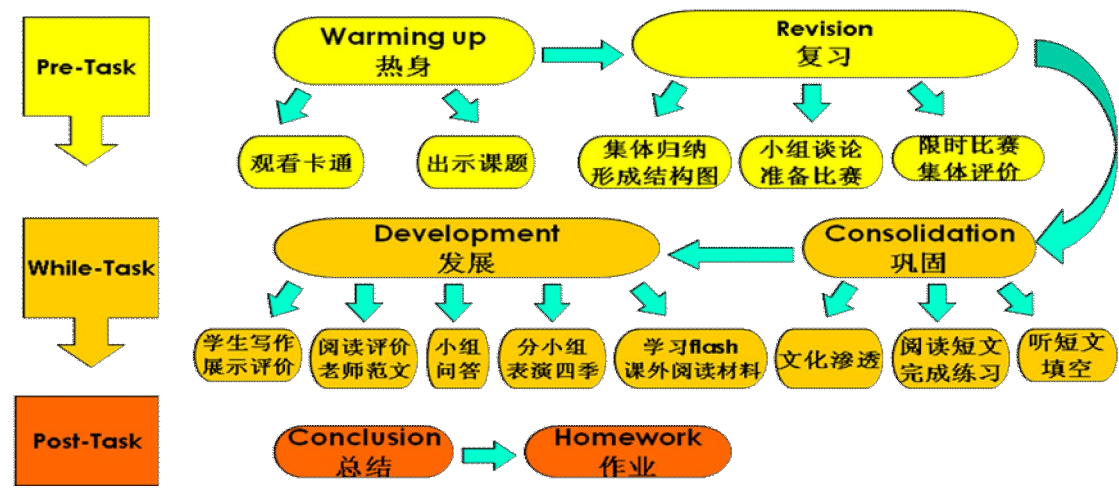 Pre-Task
Warming up
热身
Revision
复习
观看卡通
出示课题
集体归纳
形成结构图
小组谈论
准备比赛
限时比赛
集体评价
While-Task
Development
发展
Consolidation
巩固
学生写作
展示评价
阅读评价
老师范文
小组
问答
分小组
表演四季
学习flash
课外阅读材料
文化渗透
阅读短文
完成练习
听短文
填空
Post-Task
Conclusion
总结
Homework
作业